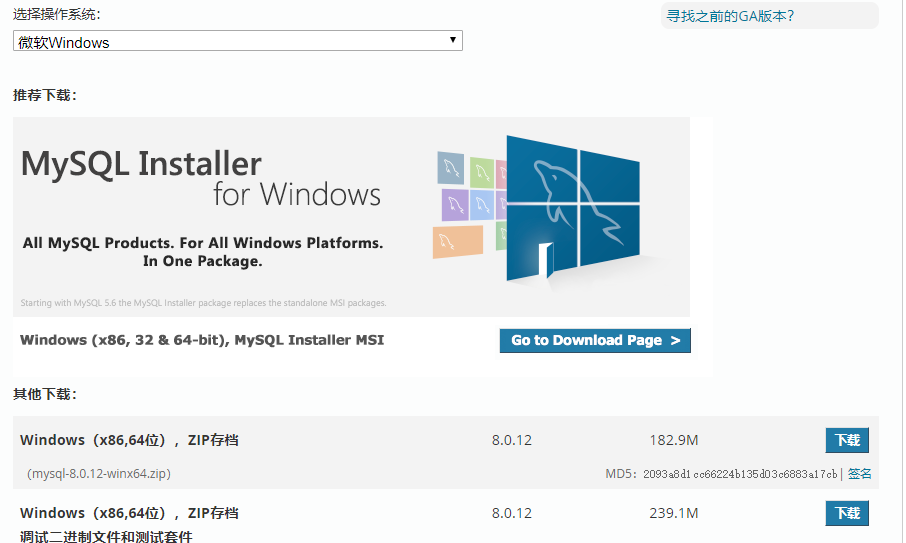 选择操作系统：
寻找之前的GA版本？
微软Windows
推荐下载：
MySQL Installer
for Windows
All MySQL Products. For All Windows Platforms.
In One Package.
Starting with MySQL 5.6 the MySQL Installer package replaces the standalone MSI packages.
Windows (x86, 32 & 64-bit), MySQL Installer MSI
Go to Download Page >
其他下载：
Windows（x86,64位），ZIP存档 8.0.12 182.9M 下载
（mysql-8.0.12-winx64.zip） MD5：2093a8d1cc66224b135d03c6883a17cb | 签名
Windows（x86,64位），ZIP存档 8.0.12 239.1M 下载
调试二进制文件和测试套件